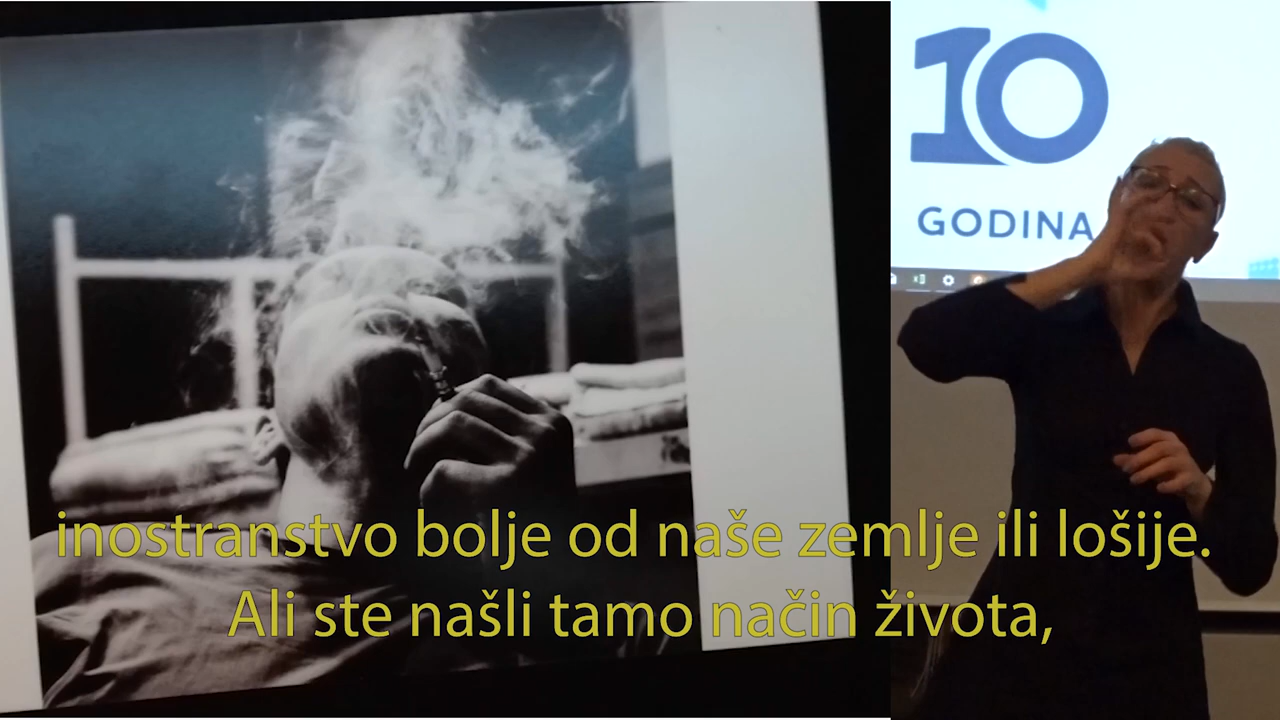 10
GODINA
inostranstvo bolje od naše zemlje ili lošije.
Ali ste našli tamo način života,